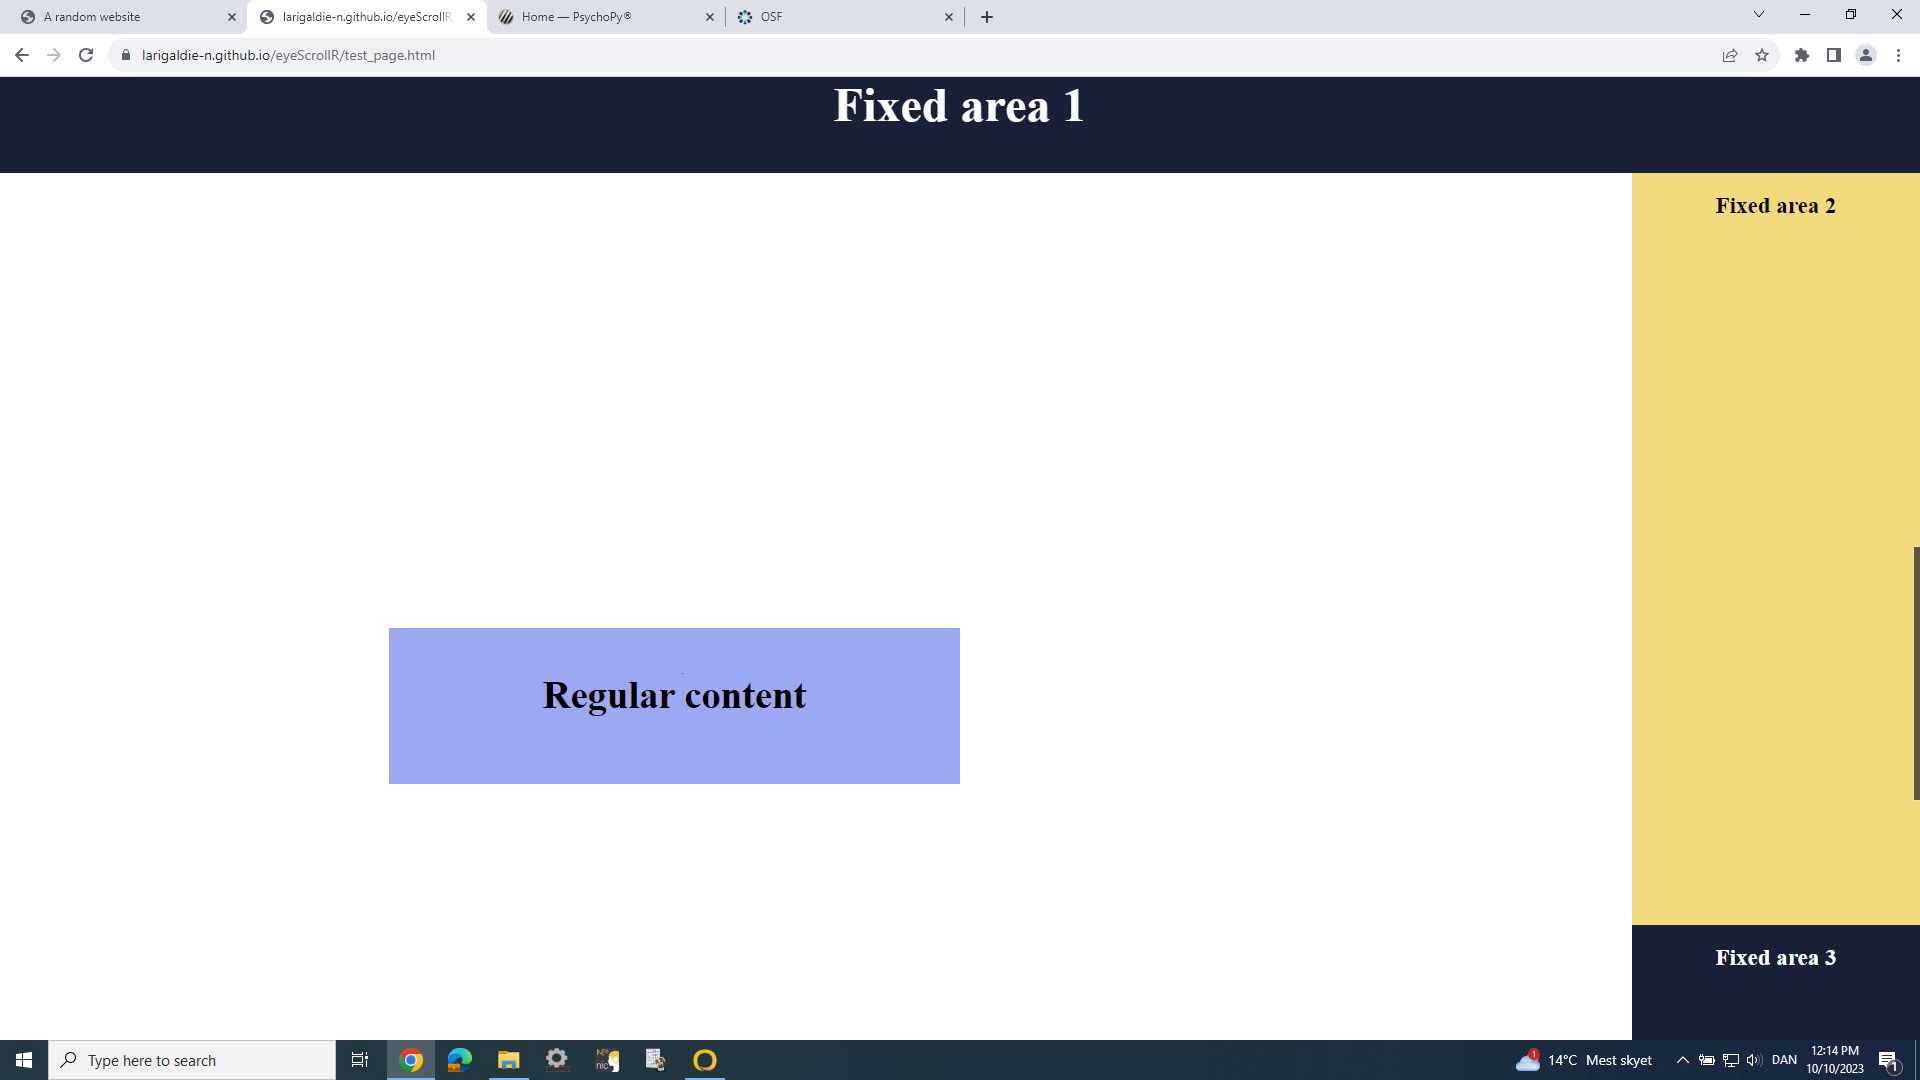 A random website
larigaldie-n.github.io/eyeScrollR
Home — PsychoPy®
OSF
larigaldie-n.github.io/eyeScrollR/test_page.html
Fixed area 1
Fixed area 2
Regular content
Fixed area 3
Type here to search
1
14°C Mest skyet
DAN
12:14 PM
10/10/2023
1